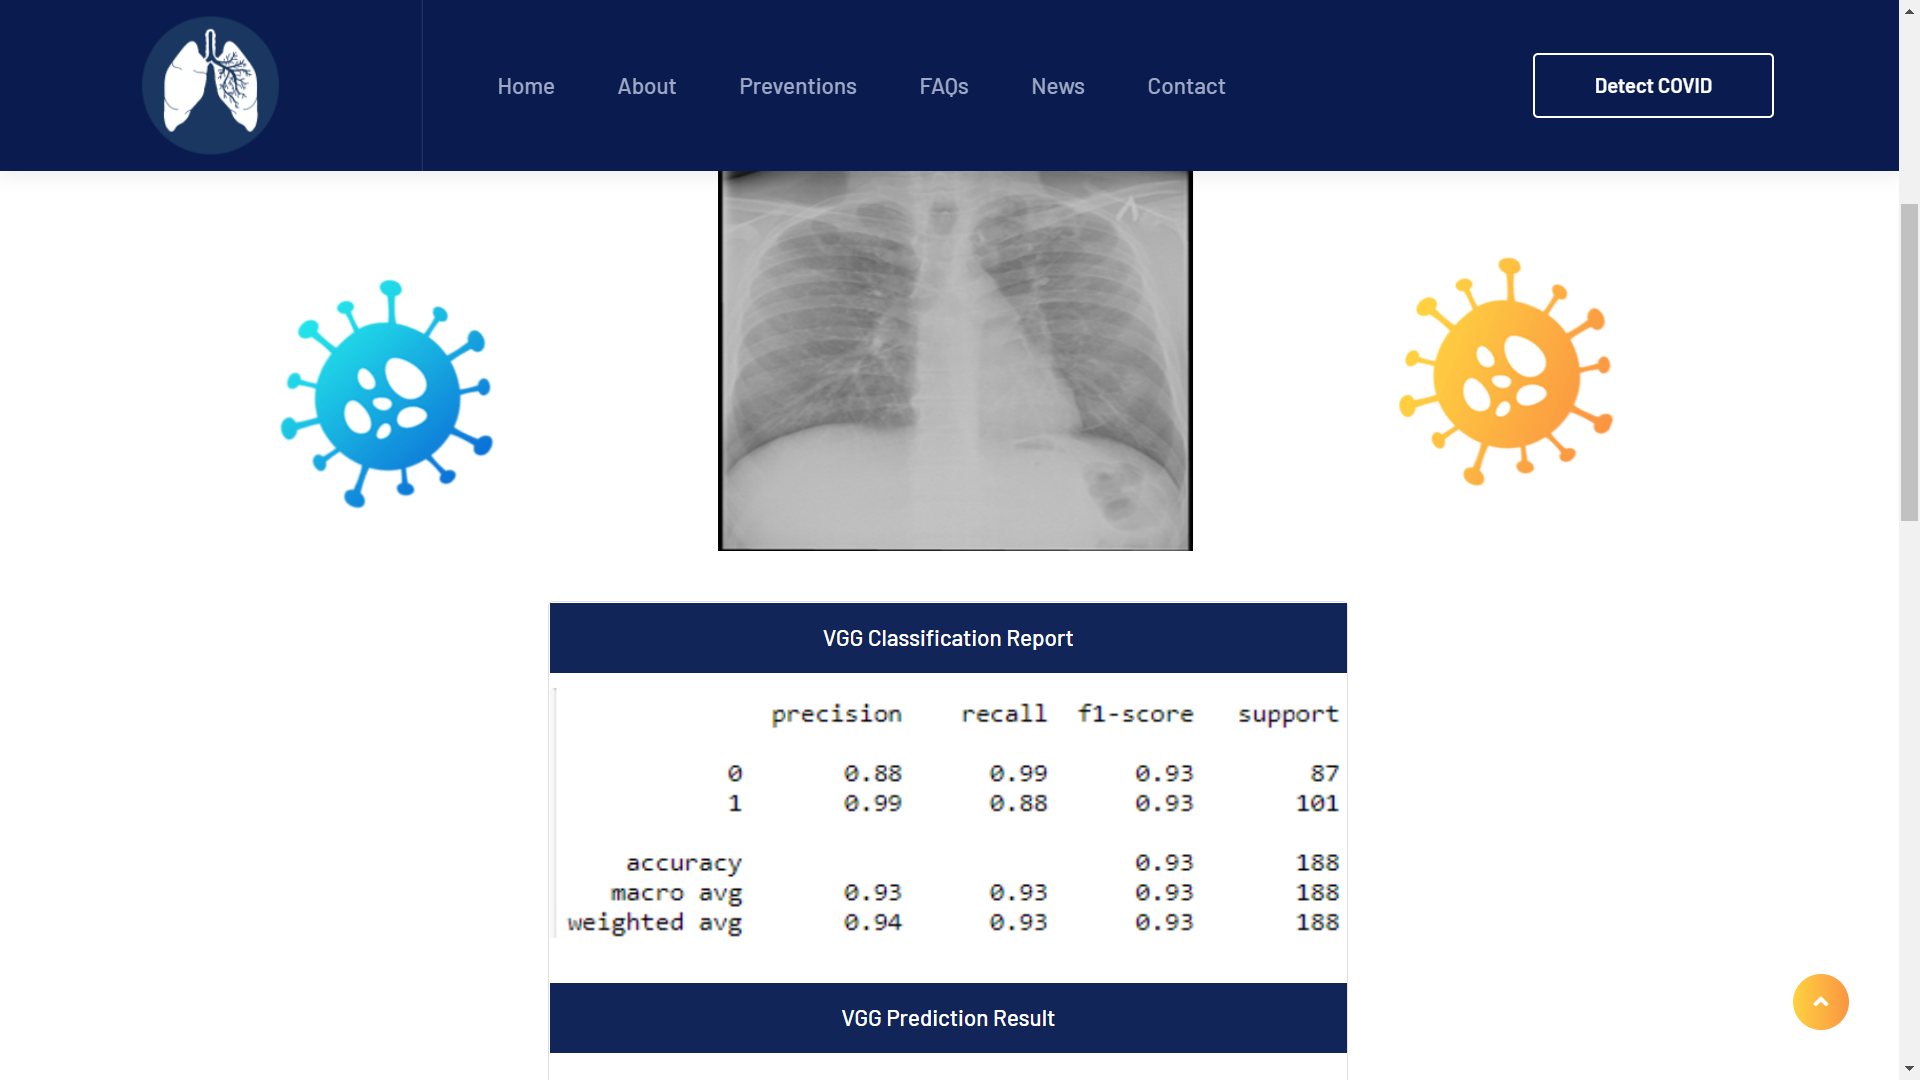 Home About Preventions FAQs News Contact Detect COVID
VGG Classification Report
precision recall f1-score support
0 0.88 0.99 0.93 87
1 0.99 0.88 0.93 101
accuracy 0.93 188
macro avg 0.93 0.93 0.93 188
weighted avg 0.94 0.93 0.93 188
VGG Prediction Result